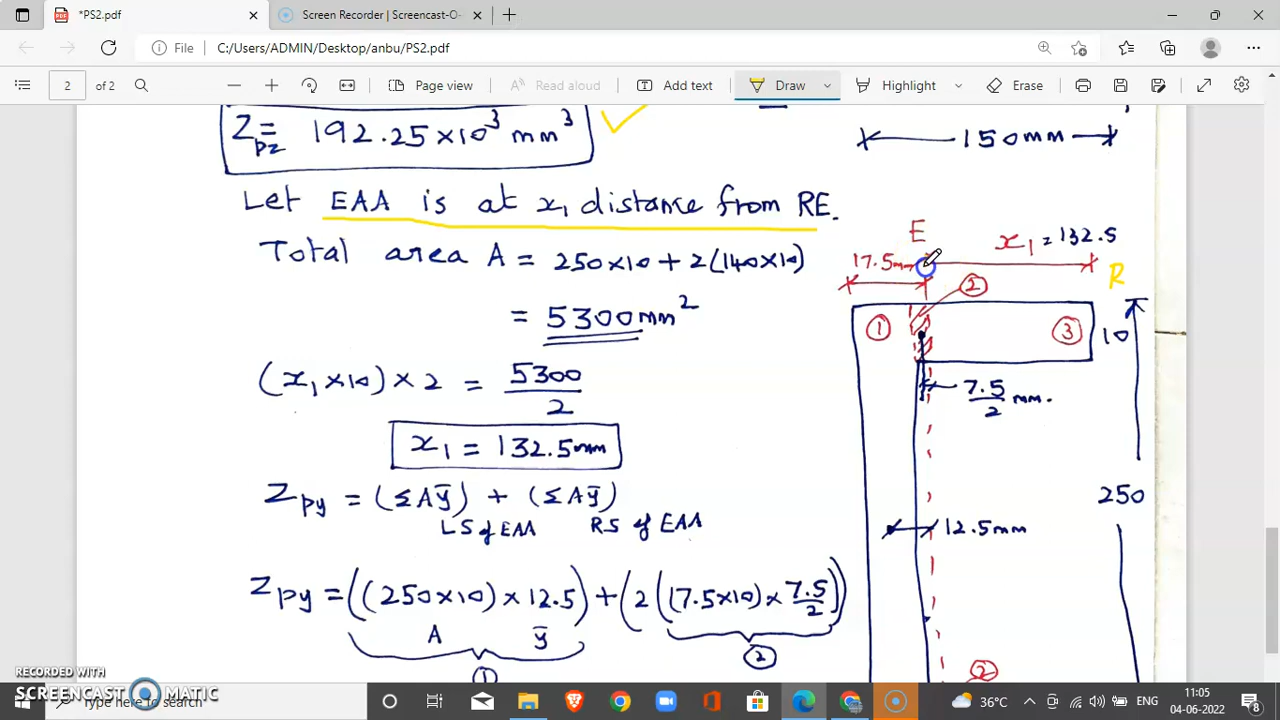 *PS2.pdf
Screen Recorder | Screencast-O-
File C:/Users/ADMIN/Desktop/anbu/PS2.pdf
2 of 2 Page view Read aloud Add text Draw Highlight Erase
Zpz = 192.25×10³ mm³
150mm
Let EAA is at x₁ distance from RE.
Total area A = 250×10 + 2(140×10)
= 5300mm²
(x₁×10)×2 = 5300/2
x₁ = 132.5mm
Zpy = (ΣAȳ) + (ΣAȳ)
LS of EAA RS of EAA
Zpy = ((250×10)×12.5) + (2((17.5×10)×7.5/2))
A ȳ
① ②
E
x₁ = 132.5
17.5mm
② R
① ③ 10
7.5/2 mm.
250
12.5mm
②
RECORDED WITH
SCREENCAST MATIC
Type here to search
36°C ENG 11:05
04-06-2022
8